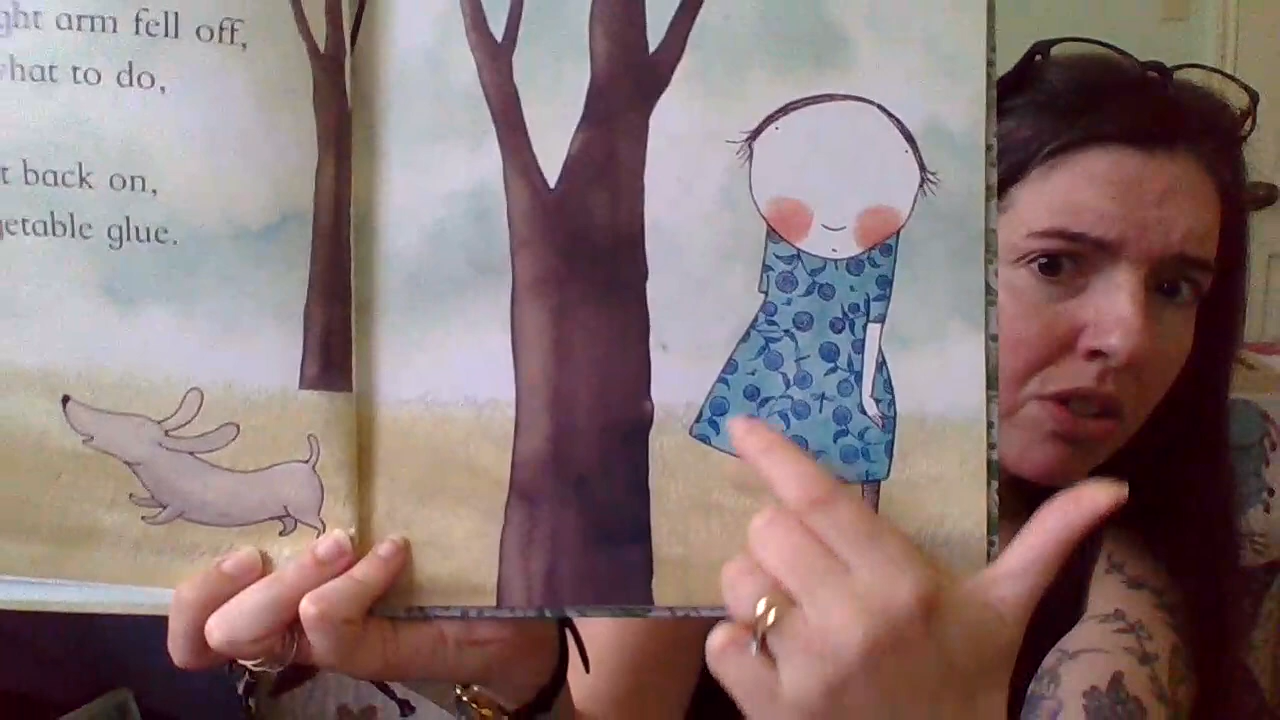 ght arm fell off,
hat to do,
t back on,
getable glue.